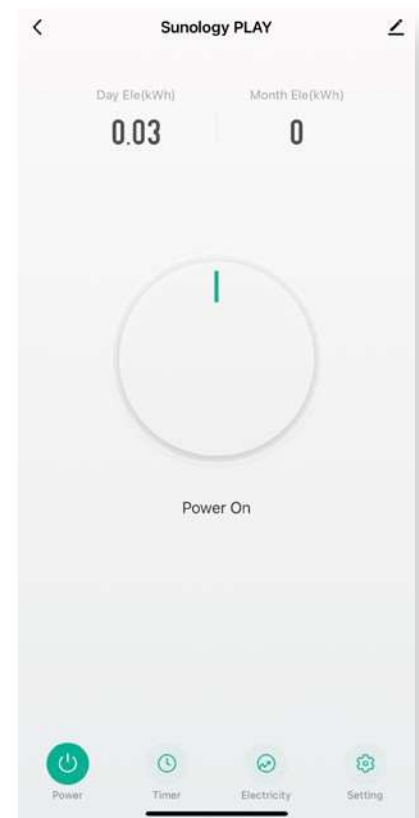 Sunology PLAY
Day Ele(kWh) Month Ele(kWh)
0.03 0
Power On
Power Timer Electricity Setting